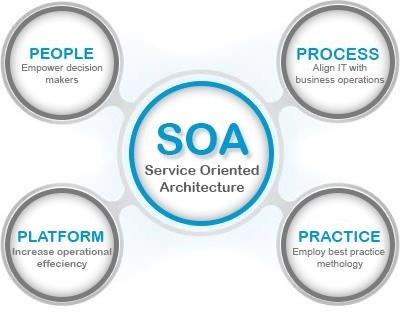 PEOPLE
Empower decision
makers
PROCESS
Align IT with
business operations
SOA
Service Oriented
Architecture
PLATFORM
Increase operational
effeciency
PRACTICE
Employ best practice
methology